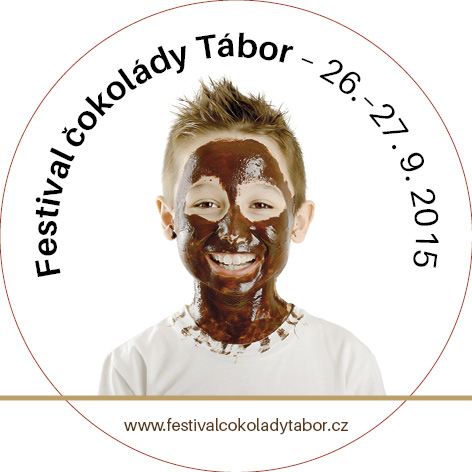 Festival čokolády Tábor – 26.–27. 9. 2015
www.festivalcokoladytabor.cz